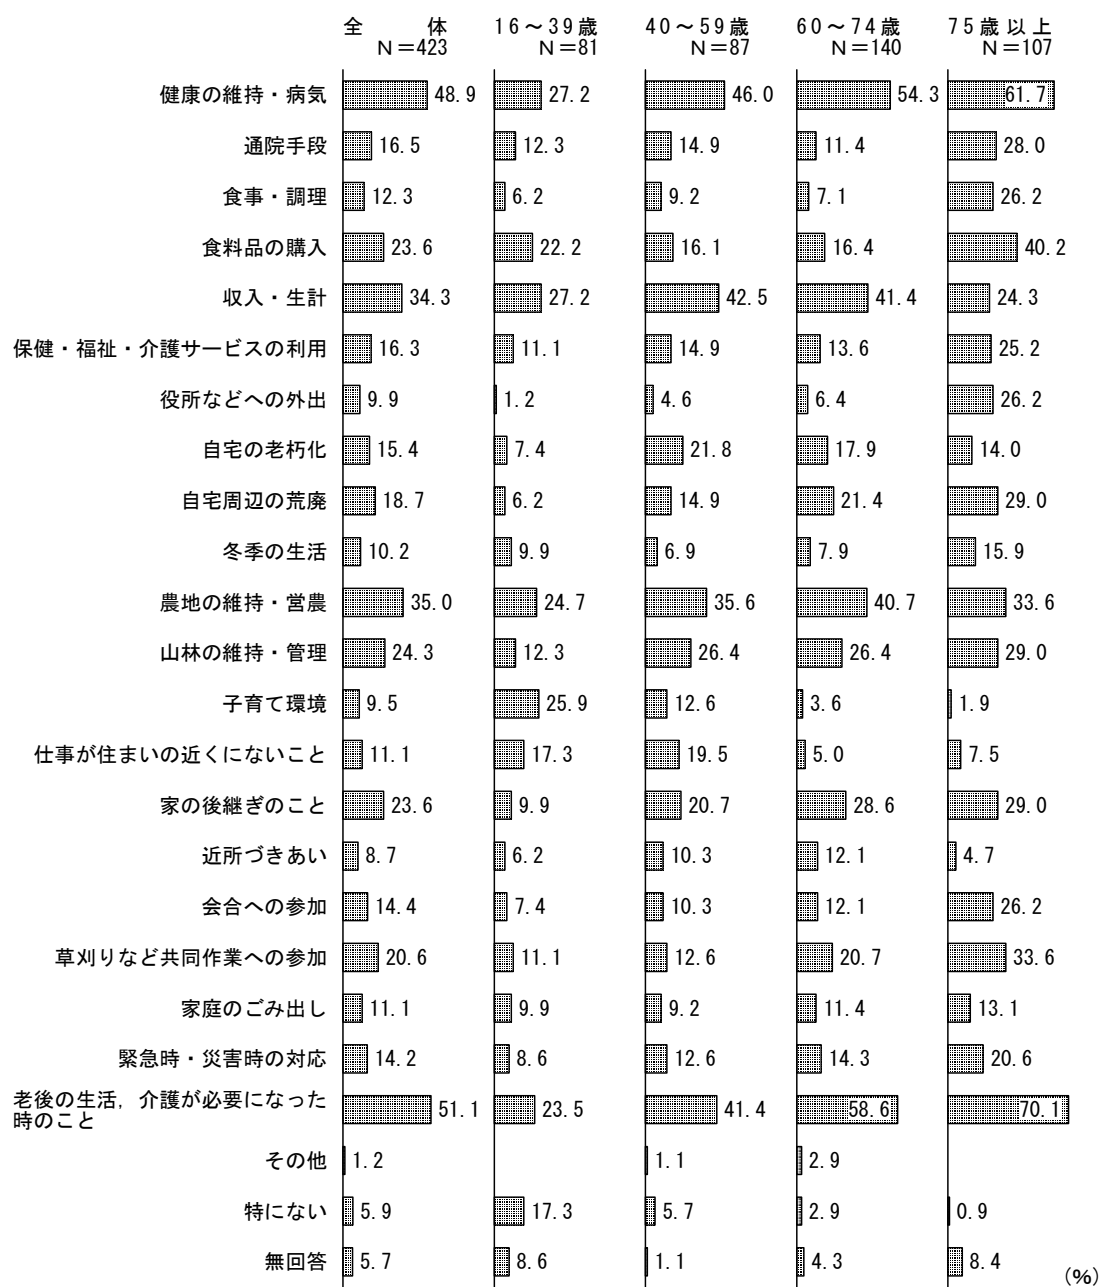 全　体　16～39歳　40～59歳　60～74歳　75歳以上
N＝423　N＝81　N＝87　N＝140　N＝107
健康の維持・病気　48.9　27.2　46.0　54.3　61.7
通院手段　16.5　12.3　14.9　11.4　28.0
食事・調理　12.3　6.2　9.2　7.1　26.2
食料品の購入　23.6　22.2　16.1　16.4　40.2
収入・生計　34.3　27.2　42.5　41.4　24.3
保健・福祉・介護サービスの利用　16.3　11.1　14.9　13.6　25.2
役所などへの外出　9.9　1.2　4.6　6.4　26.2
自宅の老朽化　15.4　7.4　21.8　17.9　14.0
自宅周辺の荒廃　18.7　6.2　14.9　21.4　29.0
冬季の生活　10.2　9.9　6.9　7.9　15.9
農地の維持・営農　35.0　24.7　35.6　40.7　33.6
山林の維持・管理　24.3　12.3　26.4　26.4　29.0
子育て環境　9.5　25.9　12.6　3.6　1.9
仕事が住まいの近くにないこと　11.1　17.3　19.5　5.0　7.5
家の後継ぎのこと　23.6　9.9　20.7　28.6　29.0
近所づきあい　8.7　6.2　10.3　12.1　4.7
会合への参加　14.4　7.4　10.3　12.1　26.2
草刈りなど共同作業への参加　20.6　11.1　12.6　20.7　33.6
家庭のごみ出し　11.1　9.9　9.2　11.4　13.1
緊急時・災害時の対応　14.2　8.6　12.6　14.3　20.6
老後の生活，介護が必要になった
時のこと　51.1　23.5　41.4　58.6　70.1
その他　1.2　1.1　2.9
特にない　5.9　17.3　5.7　2.9　0.9
無回答　5.7　8.6　1.1　4.3　8.4
(%)